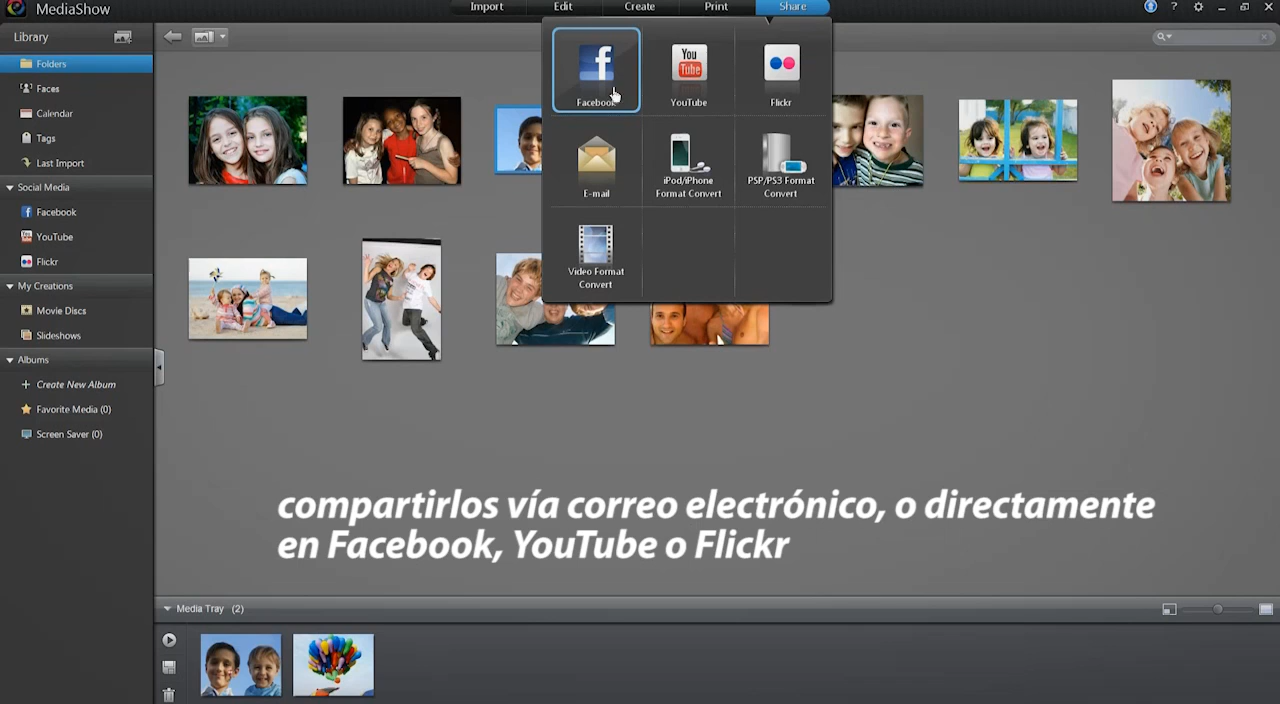 MediaShow
Import
Edit
Create
Print
Share
?
Library
Folders
Faces
Calendar
Tags
Last Import
Social Media
Facebook
YouTube
Flickr
My Creations
Movie Discs
Slideshows
Albums
Create New Album
Favorite Media (0)
Screen Saver (0)
Facebook
You
Tube
YouTube
Flickr
E-mail
iPod/iPhone
Format Convert
PSP/PS3 Format
Convert
Video Format
Convert
compartirlos vía correo electrónico, o directamente
en Facebook, YouTube o Flickr
Media Tray (2)